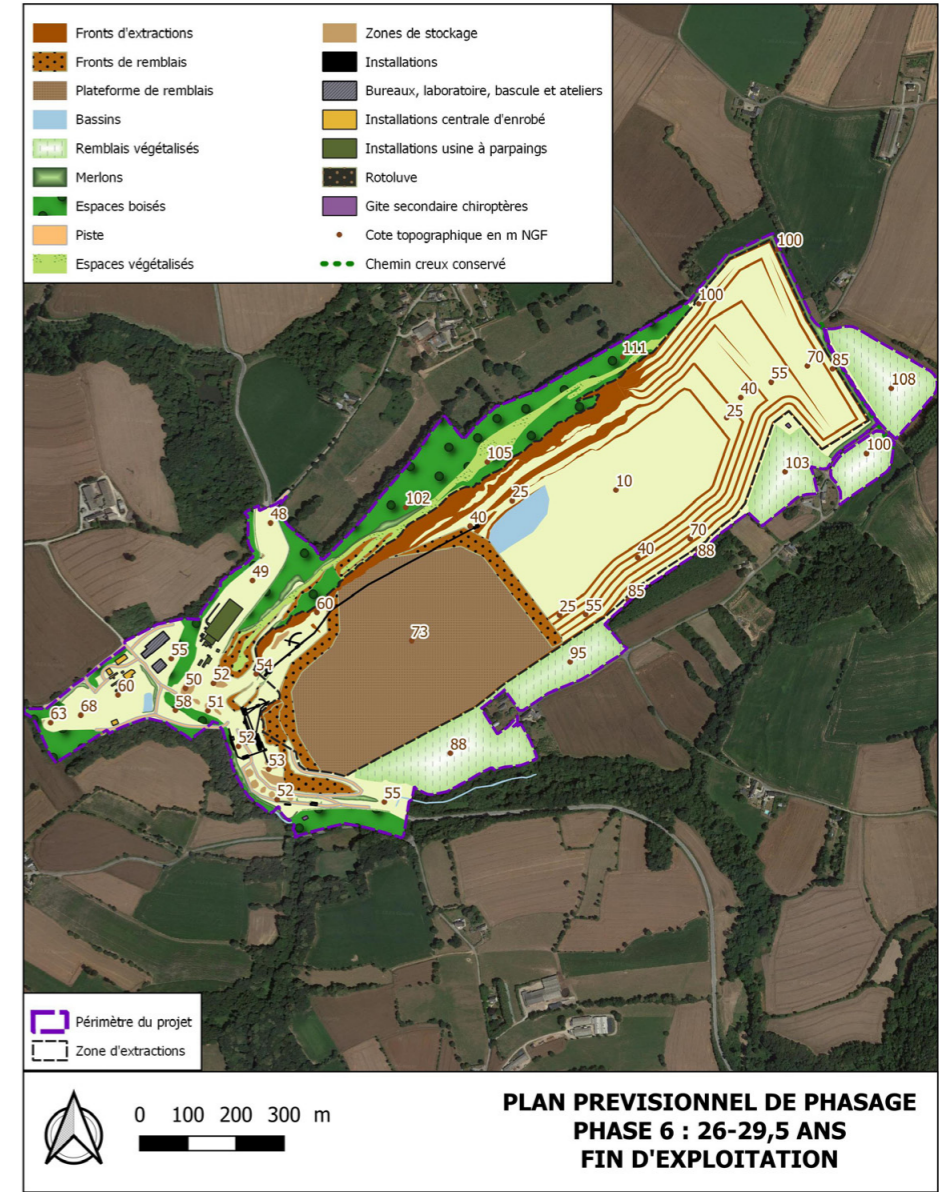 Fronts d'extractions
Fronts de remblais
Plateforme de remblais
Bassins
Remblais végétalisés
Merlons
Espaces boisés
Piste
Espaces végétalisés
Zones de stockage
Installations
Bureaux, laboratoire, bascule et ateliers
Installations centrale d'enrobé
Installations usine à parpaings
Rotoluve
Gite secondaire chiroptères
Cote topographique en m NGF
Chemin creux conservé
100
100
111
70
85
108
55
40
25
100
105
103
10
102
25
48
40
70
88
40
49
85
60
25
55
73
55
95
54
52
50
60
58
51
68
63
52
88
53
52
55
Périmètre du projet
Zone d'extractions
0 100 200 300 m
PLAN PREVISIONNEL DE PHASAGE
PHASE 6 : 26-29,5 ANS
FIN D'EXPLOITATION